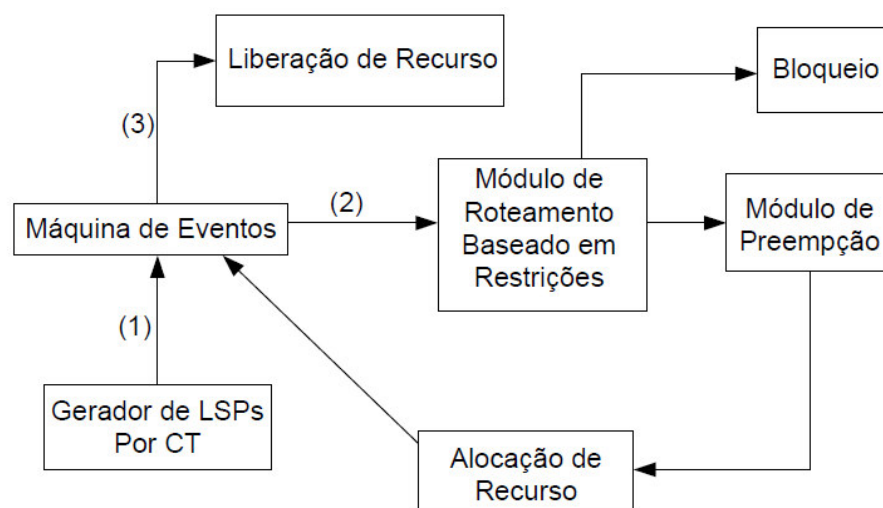 Liberação de Recurso
Bloqueio
(3)
Módulo de
Roteamento
Baseado em
Restrições
(2)
Módulo de
Preempção
Máquina de Eventos
(1)
Gerador de LSPs
Por CT
Alocação de
Recurso